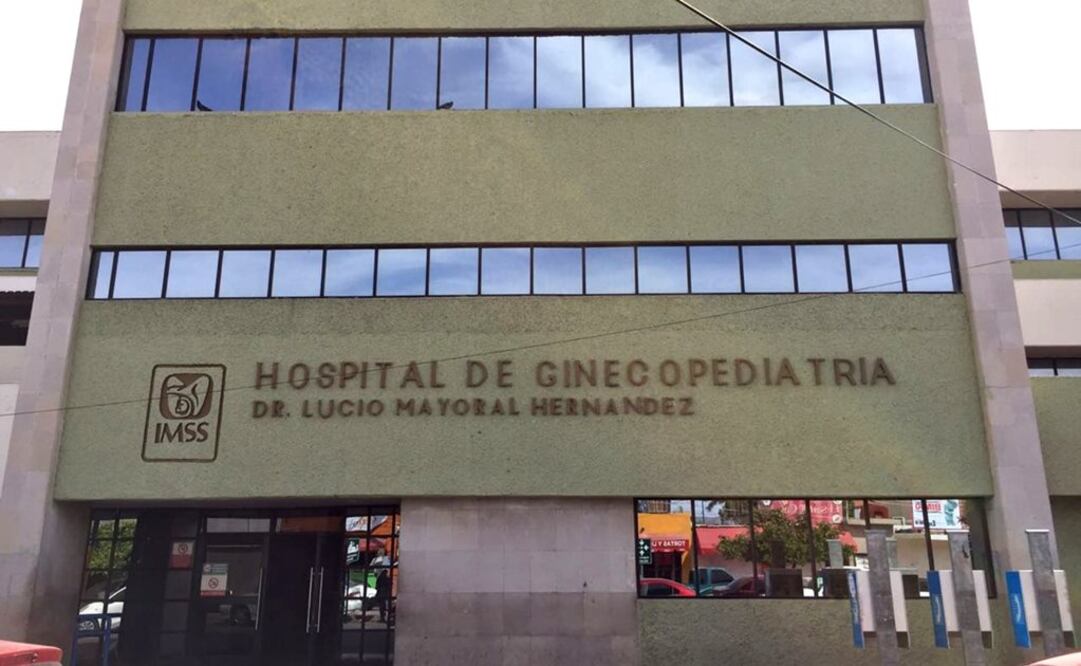 HOSPITAL DE GINECOPEDIATRIA
DR. LUCIO MAYORAL HERNANDEZ
IMSS